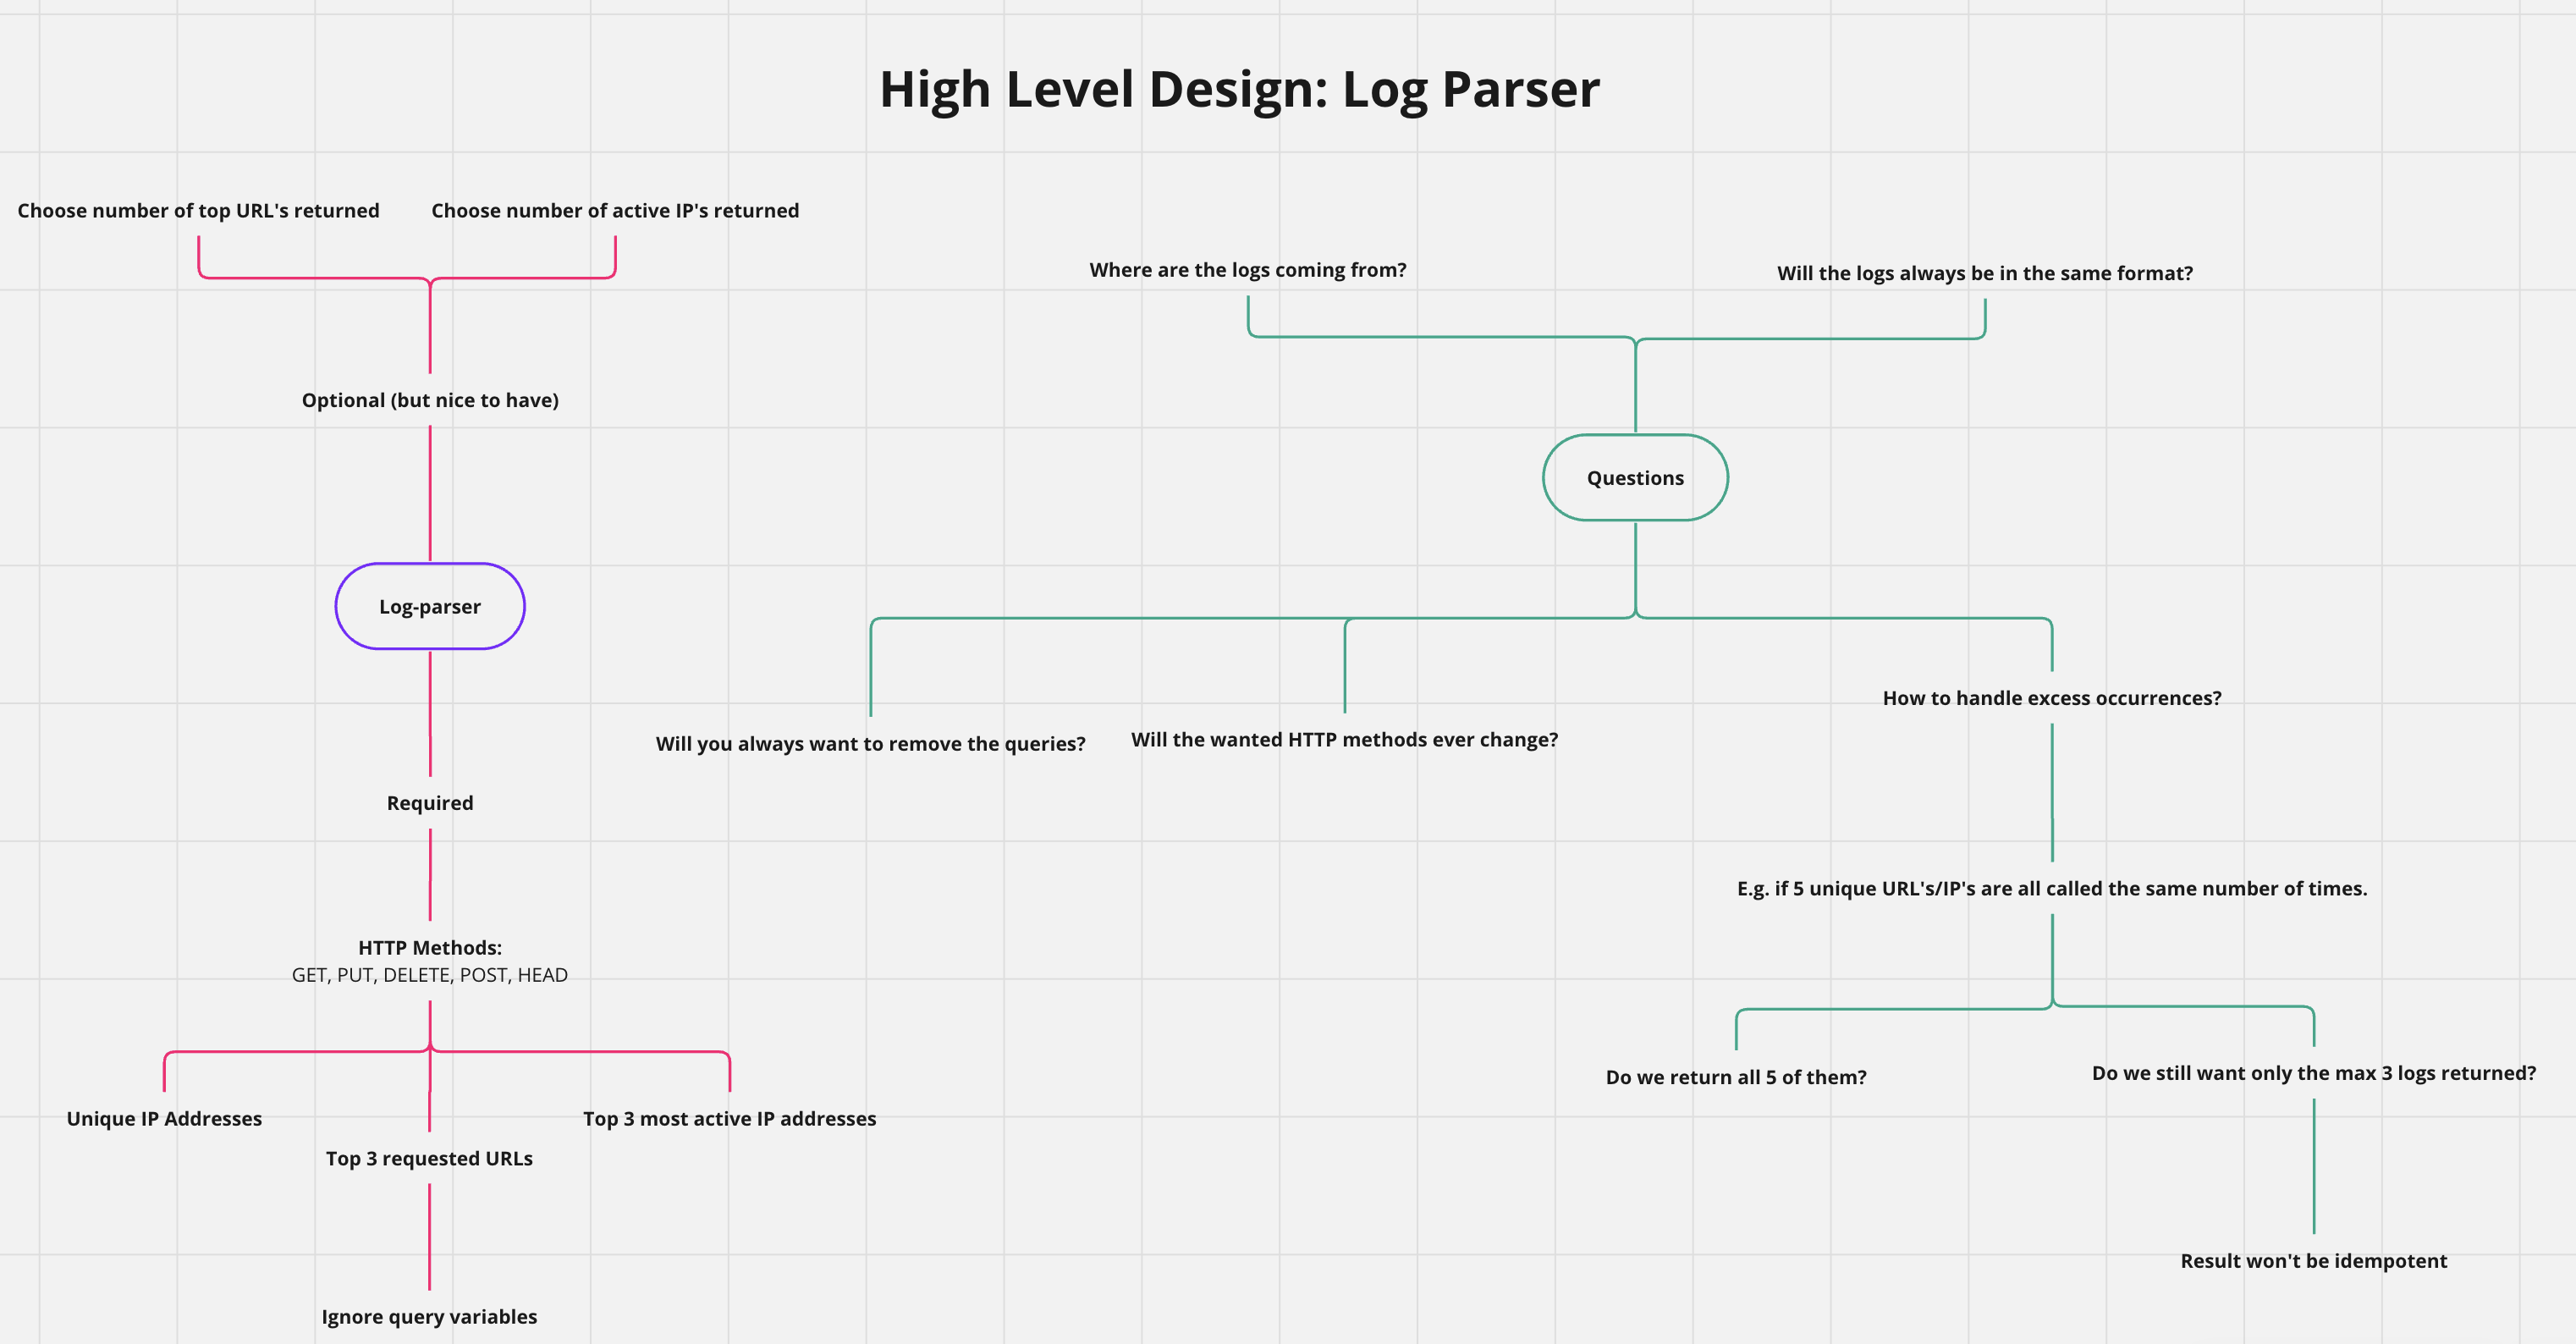 High Level Design: Log Parser
Choose number of top URL's returned
Choose number of active IP's returned
Optional (but nice to have)
Log-parser
Required
HTTP Methods:
GET, PUT, DELETE, POST, HEAD
Unique IP Addresses
Top 3 requested URLs
Top 3 most active IP addresses
Ignore query variables
Where are the logs coming from?
Will the logs always be in the same format?
Questions
Will you always want to remove the queries?
Will the wanted HTTP methods ever change?
How to handle excess occurrences?
E.g. if 5 unique URL's/IP's are all called the same number of times.
Do we return all 5 of them?
Do we still want only the max 3 logs returned?
Result won't be idempotent